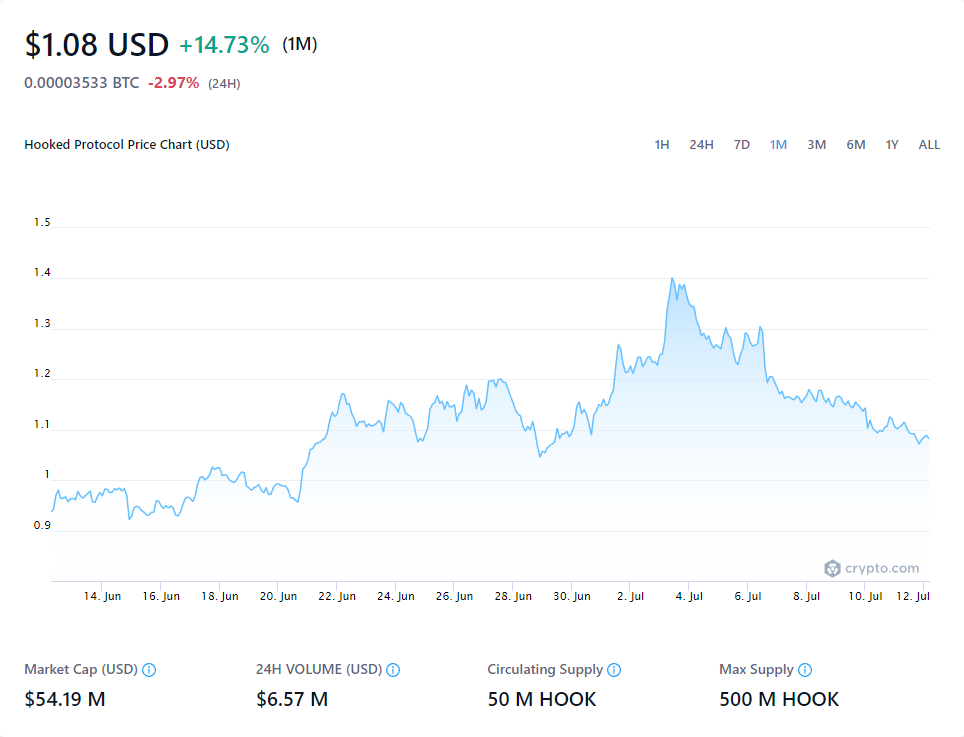 $1.08 USD +14.73% (1M)
0.00003533 BTC -2.97% (24H)
Hooked Protocol Price Chart (USD)
1H 24H 7D 1M 3M 6M 1Y ALL
1.5
1.4
1.3
1.2
1.1
1
0.9
crypto.com
14. Jun 16. Jun 18. Jun 20. Jun 22. Jun 24. Jun 26. Jun 28. Jun 30. Jun 2. Jul 4. Jul 6. Jul 8. Jul 10. Jul 12. Jul
Market Cap (USD) 24H VOLUME (USD) Circulating Supply Max Supply
$54.19 M $6.57 M 50 M HOOK 500 M HOOK